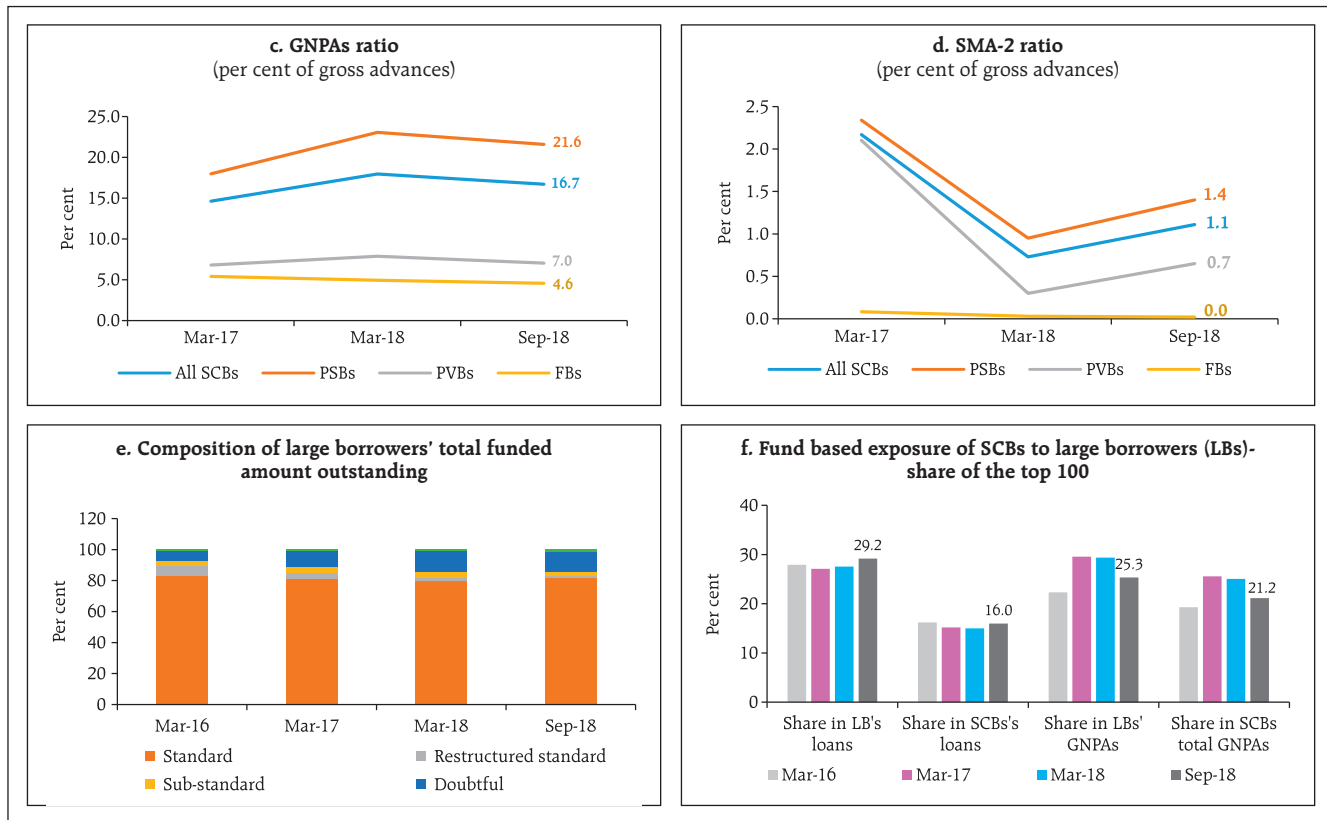 c. GNPAs ratio
(per cent of gross advances)
Per cent
25.0
20.0
15.0
10.0
5.0
0.0
21.6
16.7
7.0
4.6
Mar-17 Mar-18 Sep-18
All SCBs PSBs PVBs FBs
d. SMA-2 ratio
(per cent of gross advances)
Per cent
2.5
2.0
1.5
1.0
0.5
0.0
1.4
1.1
0.7
0.0
Mar-17 Mar-18 Sep-18
All SCBs PSBs PVBs FBs
e. Composition of large borrowers' total funded
amount outstanding
Per cent
120
100
80
60
40
20
0
Mar-16 Mar-17 Mar-18 Sep-18
Standard Restructured standard
Sub-standard Doubtful
f. Fund based exposure of SCBs to large borrowers (LBs)-
share of the top 100
Per cent
40
30
20
10
0
29.2
16.0
25.3
21.2
Share in LB's
loans
Share in SCBs's
loans
Share in LBs'
GNPAs
Share in SCBs
total GNPAs
Mar-16 Mar-17 Mar-18 Sep-18